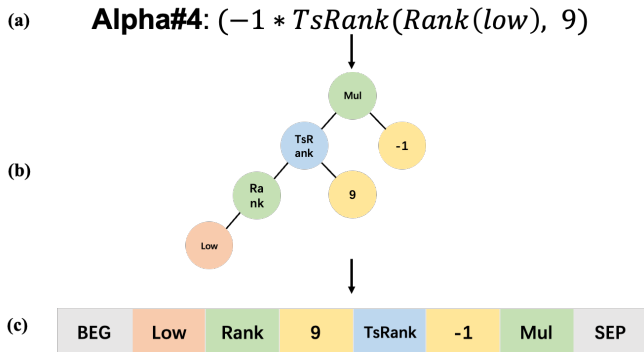 (a) Alpha#4: (−1 * TsRank(Rank(low), 9)
Mul
TsR
ank
-1
(b)
Ra
nk
9
Low
(c) BEG Low Rank 9 TsRank -1 Mul SEP